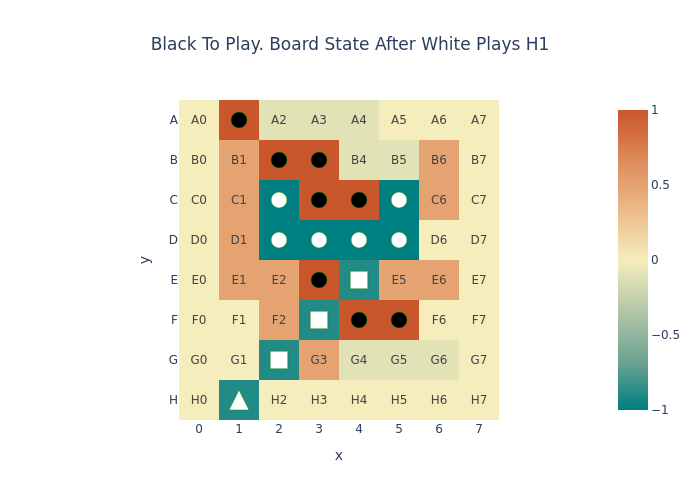 Black To Play. Board State After White Plays H1
A A0 A2 A3 A4 A5 A6 A7
B B0 B1 B4 B5 B6 B7
C C0 C1 C6 C7
D D0 D1 D6 D7
E E0 E1 E2 E5 E6 E7
F F0 F1 F2 F6 F7
G G0 G1 G3 G4 G5 G6 G7
H H0 H2 H3 H4 H5 H6 H7
0 1 2 3 4 5 6 7
x
y
1
0.5
0
−0.5
−1